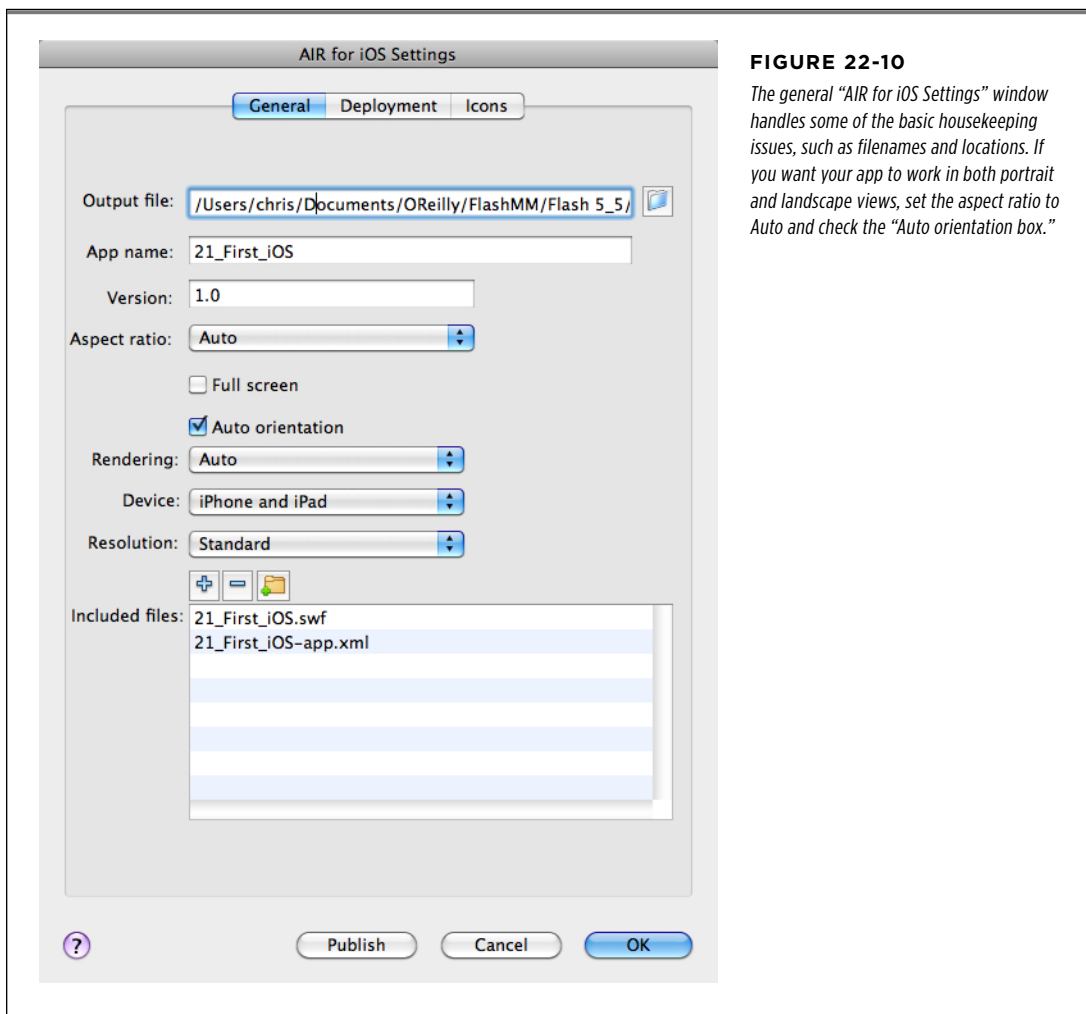 AIR for iOS Settings
General Deployment Icons
Output file: /Users/chris/Documents/OReilly/FlashMM/Flash 5_5/
App name: 21_First_iOS
Version: 1.0
Aspect ratio: Auto
Full screen
Auto orientation
Rendering: Auto
Device: iPhone and iPad
Resolution: Standard
Included files: 21_First_iOS.swf
21_First_iOS-app.xml
? Publish Cancel OK
FIGURE 22-10
The general “AIR for iOS Settings” window
handles some of the basic housekeeping
issues, such as filenames and locations. If
you want your app to work in both portrait
and landscape views, set the aspect ratio to
Auto and check the “Auto orientation box.”